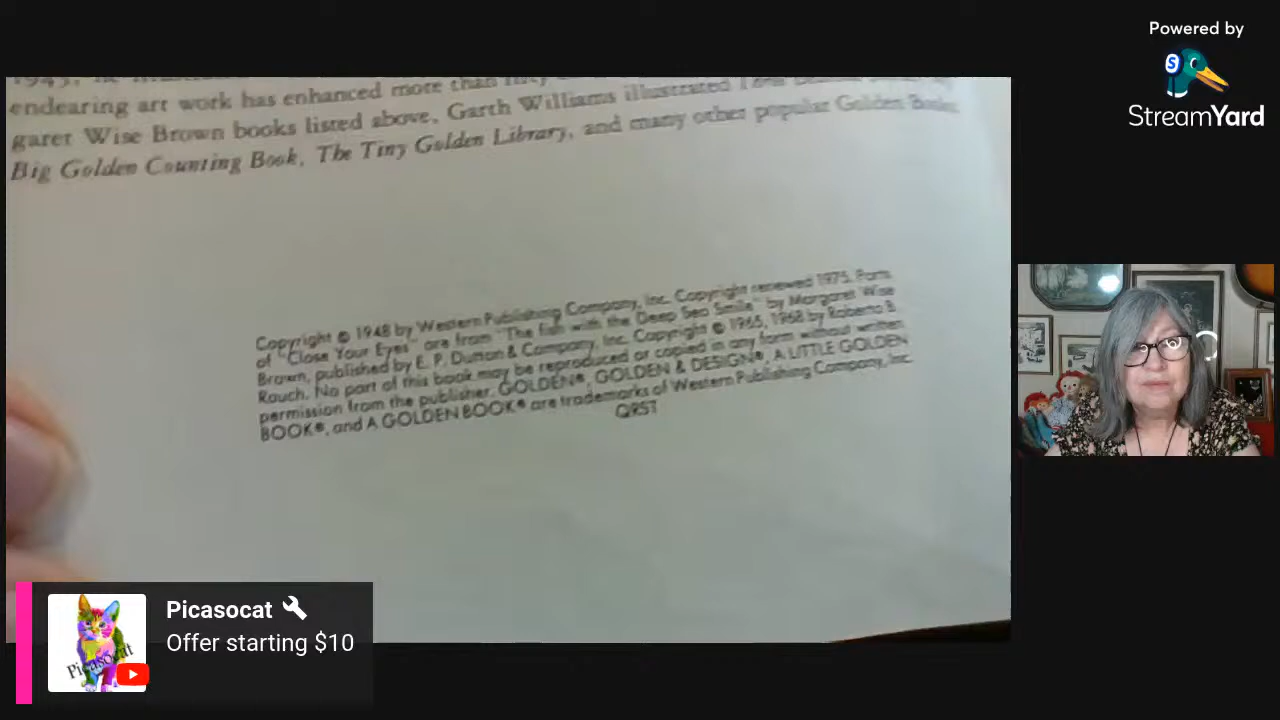 Powered by
StreamYard
endearing art work has enhanced more than
garet Wise Brown books listed above, Garth Williams illustrated
Big Golden Counting Book, The Tiny Golden Library, and many other popular Golden Books
Copyright © 1948 by Western Publishing Company, Inc. Copyright renewed 1975. Parts
of "Close Your Eyes," are from "The Fish with the Deep Sea Smile" by Margaret Wise
Brown, published by E. P. Dutton & Company, Inc. Copyright © 1965, 1968 by Roberta B.
Rauch. No part of this book may be reproduced or copied in any form without written
permission from the publisher. GOLDEN®, GOLDEN & DESIGN®, A LITTLE GOLDEN
BOOK®, and A GOLDEN BOOK® are trademarks of Western Publishing Company, Inc.
QRST
Picasocat
Picasocat
Offer starting $10